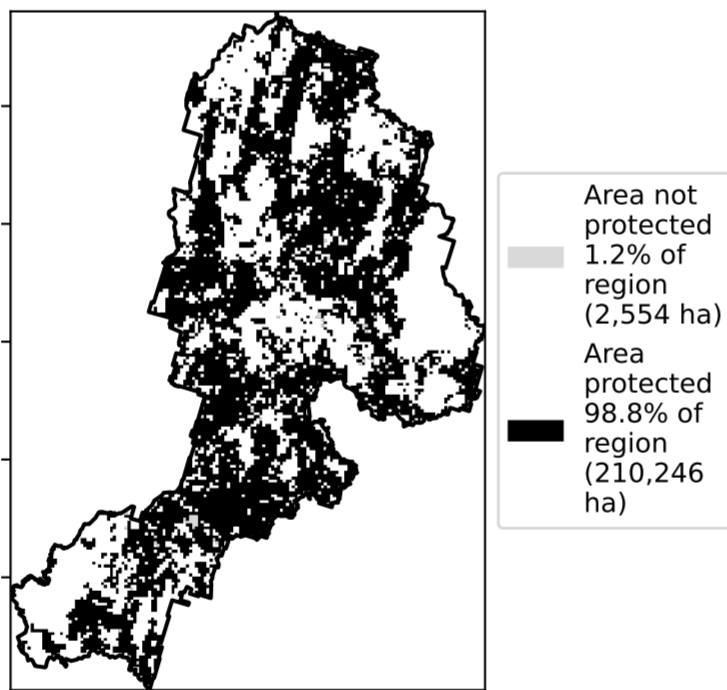 Area not
protected
1.2% of
region
(2,554 ha)
Area
protected
98.8% of
region
(210,246
ha)